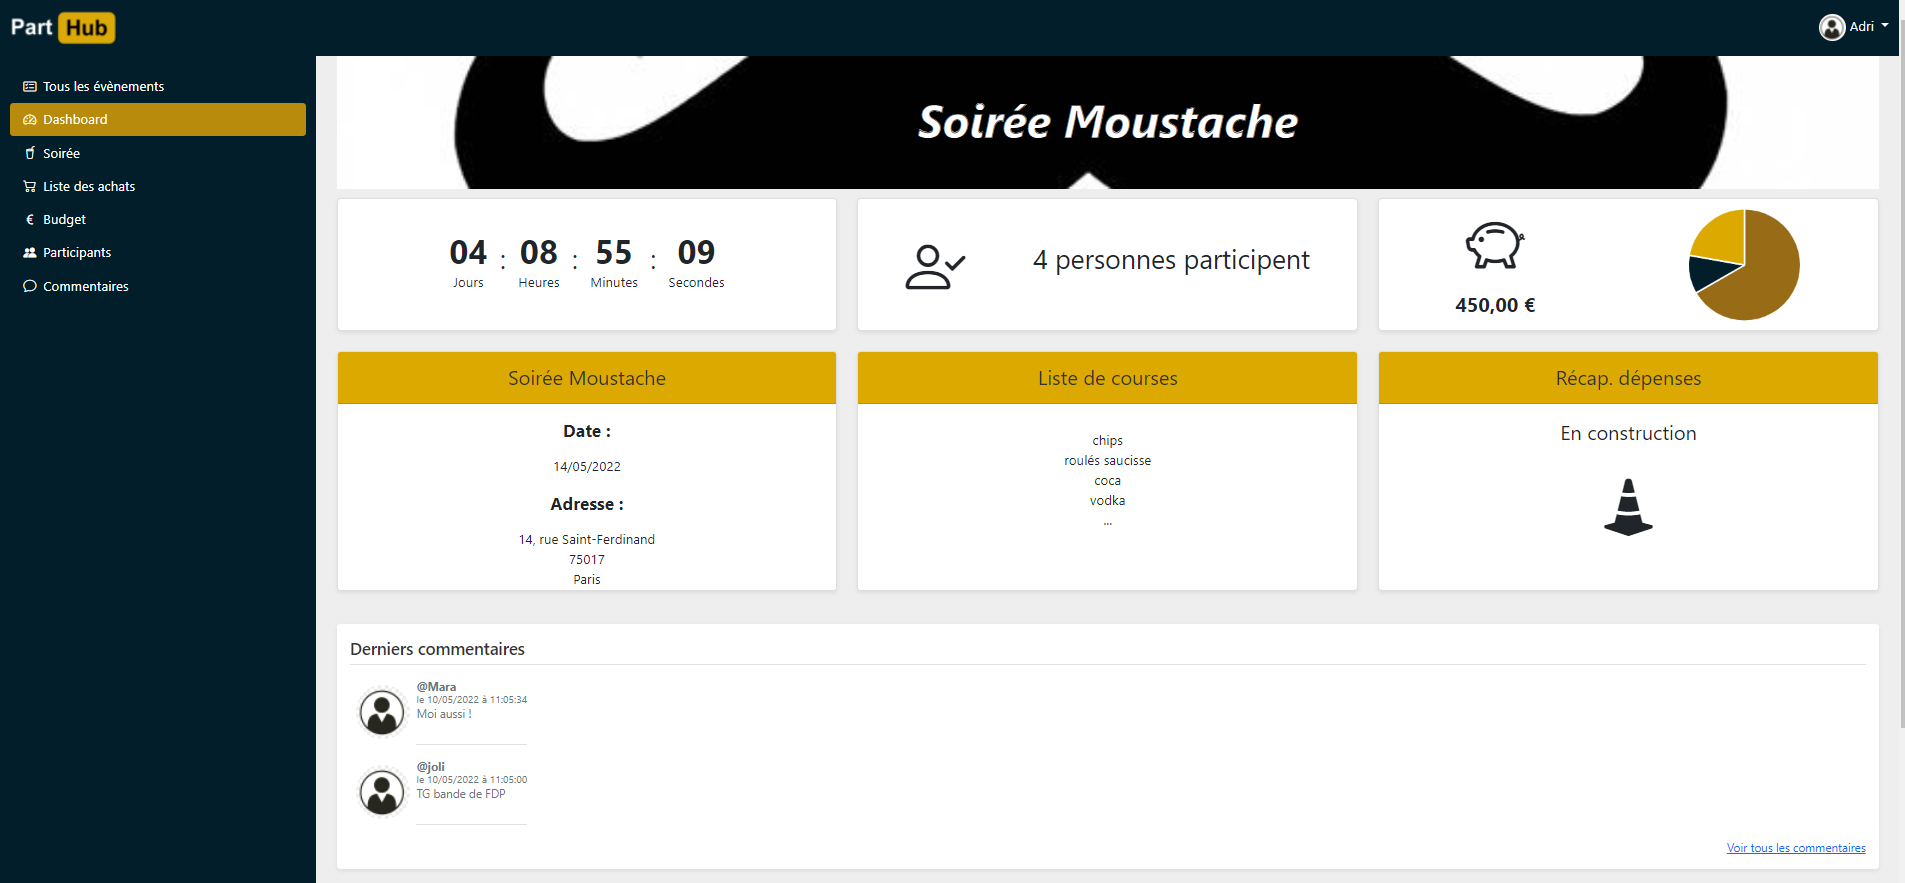 Part Hub
Adri
Tous les évènements
Dashboard
Soirée
Liste des achats
€ Budget
Participants
Commentaires
Soirée Moustache
04 : 08 : 55 : 09
Jours Heures Minutes Secondes
4 personnes participent
450,00 €
Soirée Moustache
Date :
14/05/2022
Adresse :
14, rue Saint-Ferdinand
75017
Paris
Liste de courses
chips
roulés saucisse
coca
vodka
...
Récap. dépenses
En construction
Derniers commentaires
@Mara
le 10/05/2022 à 11:05:34
Moi aussi !
@joli
le 10/05/2022 à 11:05:00
TG bande de FDP
Voir tous les commentaires